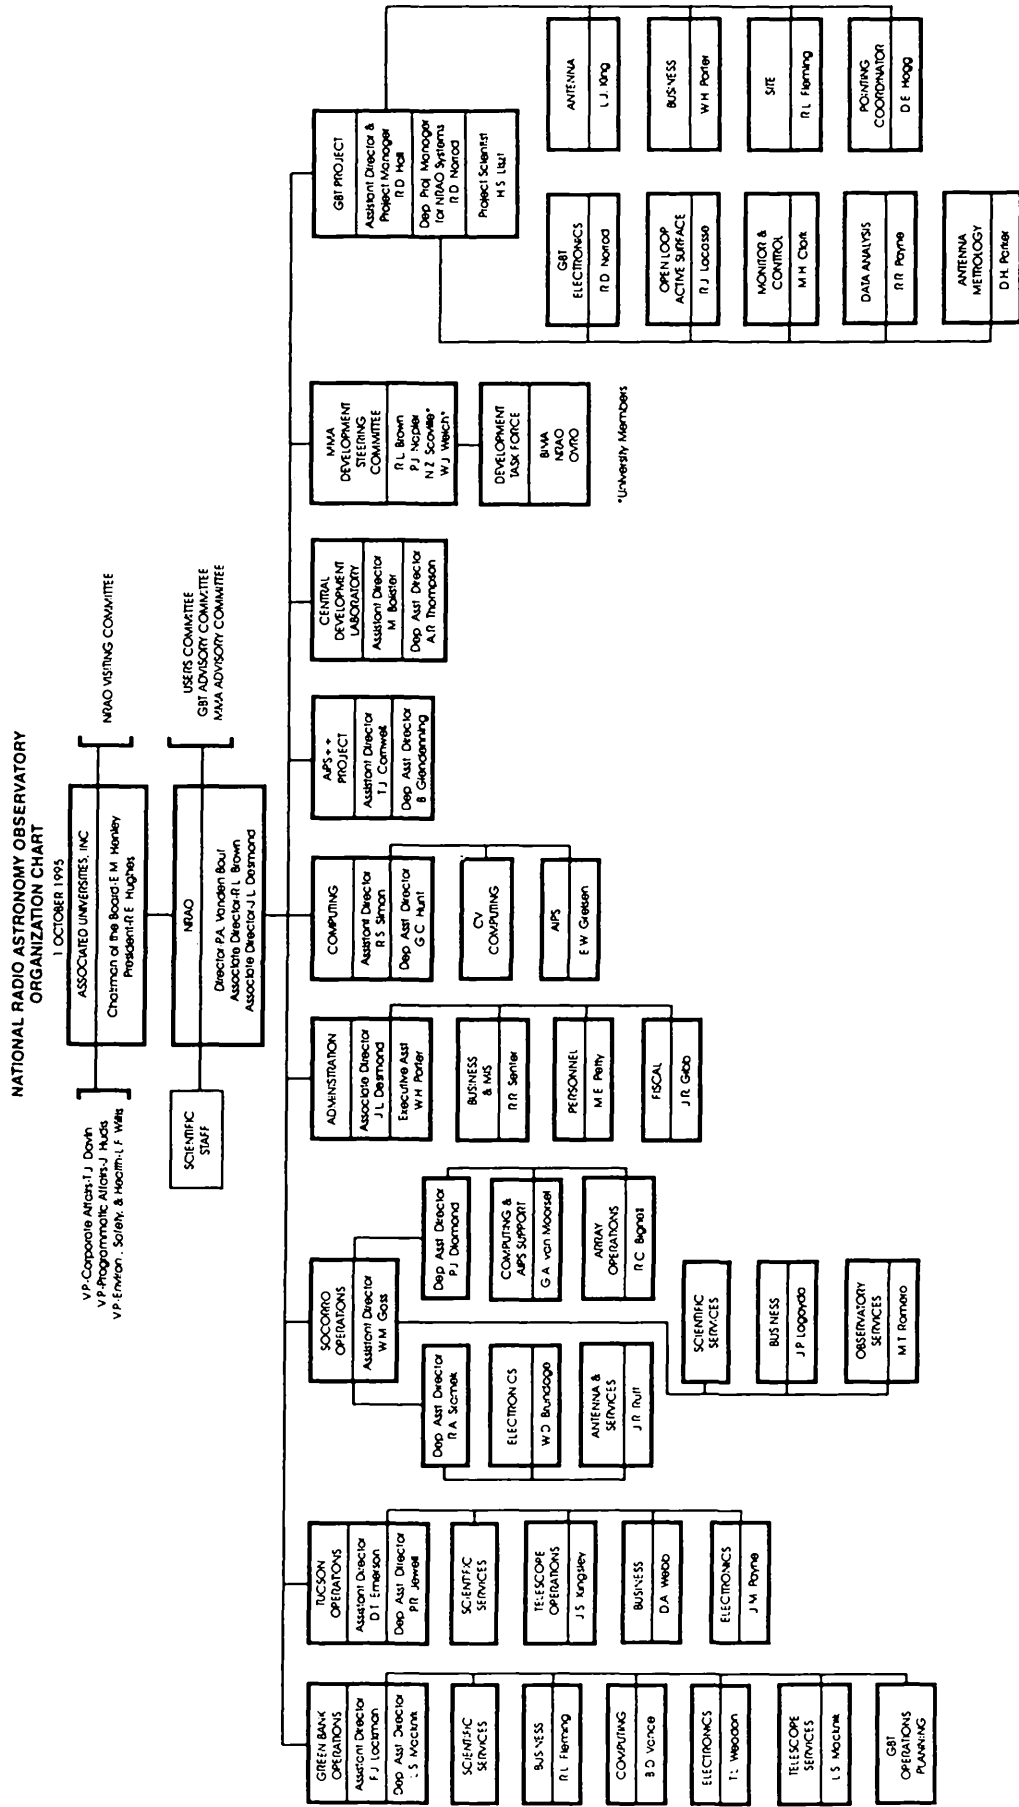 NATIONAL RADIO ASTRONOMY OBSERVATORY
ORGANIZATION CHART
1 OCTOBER 1995
ASSOCIATED UNIVERSITIES, INC
Chairman of the Board-E M Henley
President-R E Hughes
V P-Corporate Affairs-T J Davin
V P-Programmatic Affairs-J Hudis
V P-Environ, Safety, & Health-L F Willis
NRAO VISITING COMMITTEE
NRAO
Director-P.A. Vanden Bout
Associate Director-R L Brown
Associate Director-J L Desmond
SCIENTIFIC
STAFF
USERS COMMITTEE
GBT ADVISORY COMMITTEE
MMA ADVISORY COMMITTEE
GREEN BANK
OPERATIONS
Assistant Director
F J Lockman
Dep Asst Director
L S Macknik
SCIENTIFIC
SERVICES
BUSINESS
R L Fleming
COMPUTING
B D Vance
ELECTRONICS
T L Weadon
TELESCOPE
SERVICES
L S Macknik
GBT
OPERATIONS
PLANNING
TUCSON
OPERATIONS
Assistant Director
D T Emerson
Dep Asst Director
P R Jewell
SCIENTIFIC
SERVICES
TELESCOPE
OPERATIONS
J S Kingsley
BUSINESS
D.A Webb
ELECTRONICS
J M Payne
SOCORRO
OPERATIONS
Assistant Director
W M Goss
Dep Asst Director
R A Sramek
ELECTRONICS
W D Brundage
ANTENNA &
SERVICES
J R Ruff
Dep Asst Director
P J Diamond
COMPUTING &
AIPS SUPPORT
G A van Moorsel
ARRAY
OPERATIONS
R C Bignell
SCIENTIFIC
SERVICES
BUSINESS
J P Lagoyda
OBSERVATORY
SERVICES
M T Romero
ADMINISTRATION
Associate Director
J L Desmond
Executive Asst
W H Porter
BUSINESS
& MIS
R R Senter
PERSONNEL
M E Petty
FISCAL
J R Gibb
COMPUTING
Assistant Director
R S Simon
Dep Asst Director
G C Hunt
CV
COMPUTING
AIPS
E W Greisen
AIPS++
PROJECT
Assistant Director
T J Cornwell
Dep Asst Director
B Glendenning
CENTRAL
DEVELOPMENT
LABORATORY
Assistant Director
M Balister
Dep Asst Director
A.R Thompson
MMA
DEVELOPMENT
STEERING
COMMITTEE
R L Brown
P J Napier
N Z Scoville*
W J Welch*
DEVELOPMENT
TASK FORCE
BIMA
NRAO
OVRO
*University Members
GBT PROJECT
Assistant Director &
Project Manager
R D Hall
Dep Proj Manager
for NRAO Systems
R D Norrod
Project Scientist
H S Liszt
GBT
ELECTRONICS
R D Norrod
OPEN LOOP
ACTIVE SURFACE
R J Lacasse
MONITOR &
CONTROL
M H Clark
DATA ANALYSIS
R R Payne
ANTENNA
METROLOGY
D H. Parker
ANTENNA
L J. King
BUSINESS
W H Porter
SITE
R L Fleming
POINTING
COORDINATOR
D E Hogg